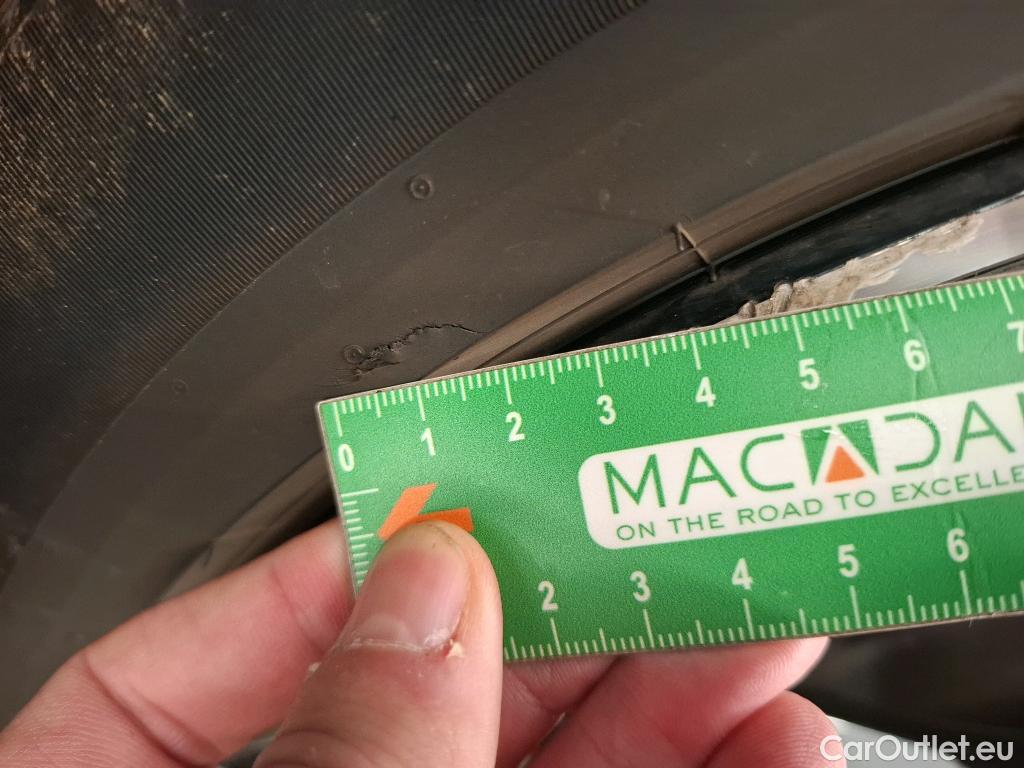 0 1 2 3 4 5 6 7
MACADA
ON THE ROAD TO EXCELLE
2 3 4 5 6
CarOutlet.eu